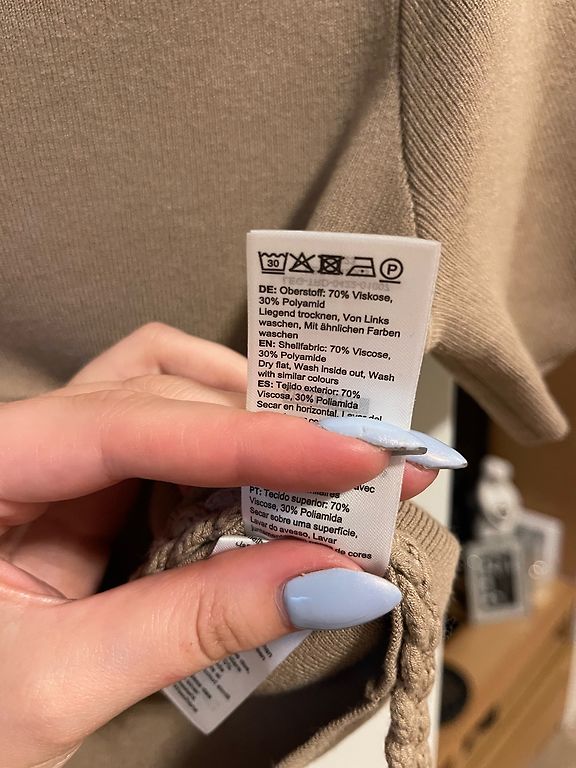 30 P
DE: Oberstoff: 70% Viskose,
30% Polyamid
Liegend trocknen, Von Links
waschen, Mit ähnlichen Farben
waschen
EN: Shellfabric: 70% Viscose,
30% Polyamide
Dry flat, Wash inside out, Wash
with similar colours
ES: Tejido exterior: 70%
Viscosa, 30% Poliamida
Secar en horizontal, Lavar del
avec
PT: Tecido superior: 70%
Viscose, 30% Poliamida
Secar sobre uma superfície,
Lavar do avesso, Lavar
de cores